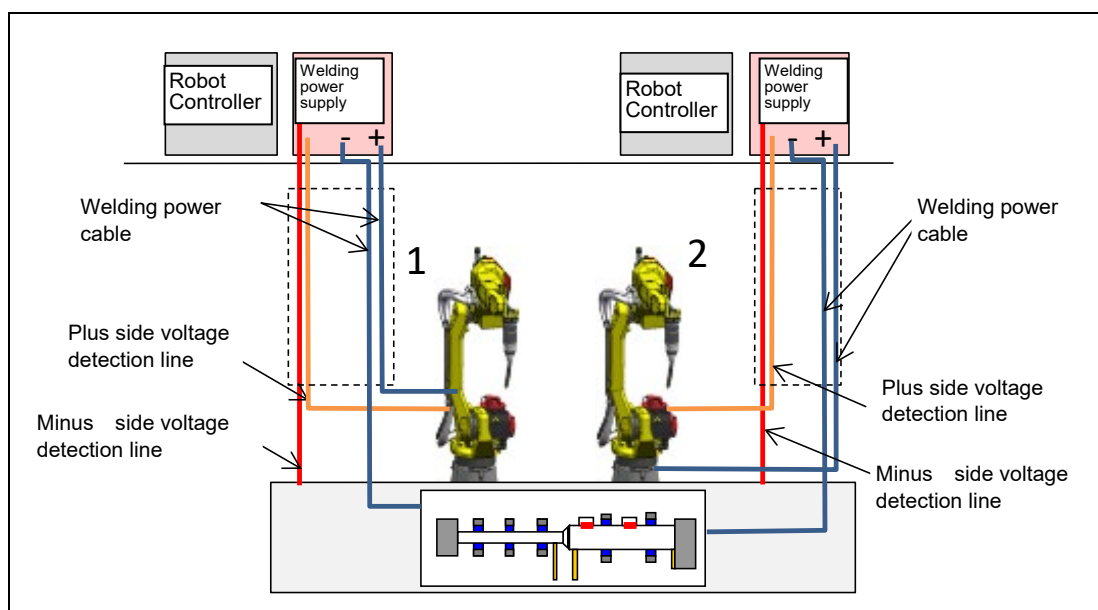 Robot
Controller
Welding
power
supply
- +
Robot
Controller
Welding
power
supply
- +
Welding power
cable
1
2
Welding power
cable
Plus side voltage
detection line
Plus side voltage
detection line
Minus side voltage
detection line
Minus side voltage
detection line